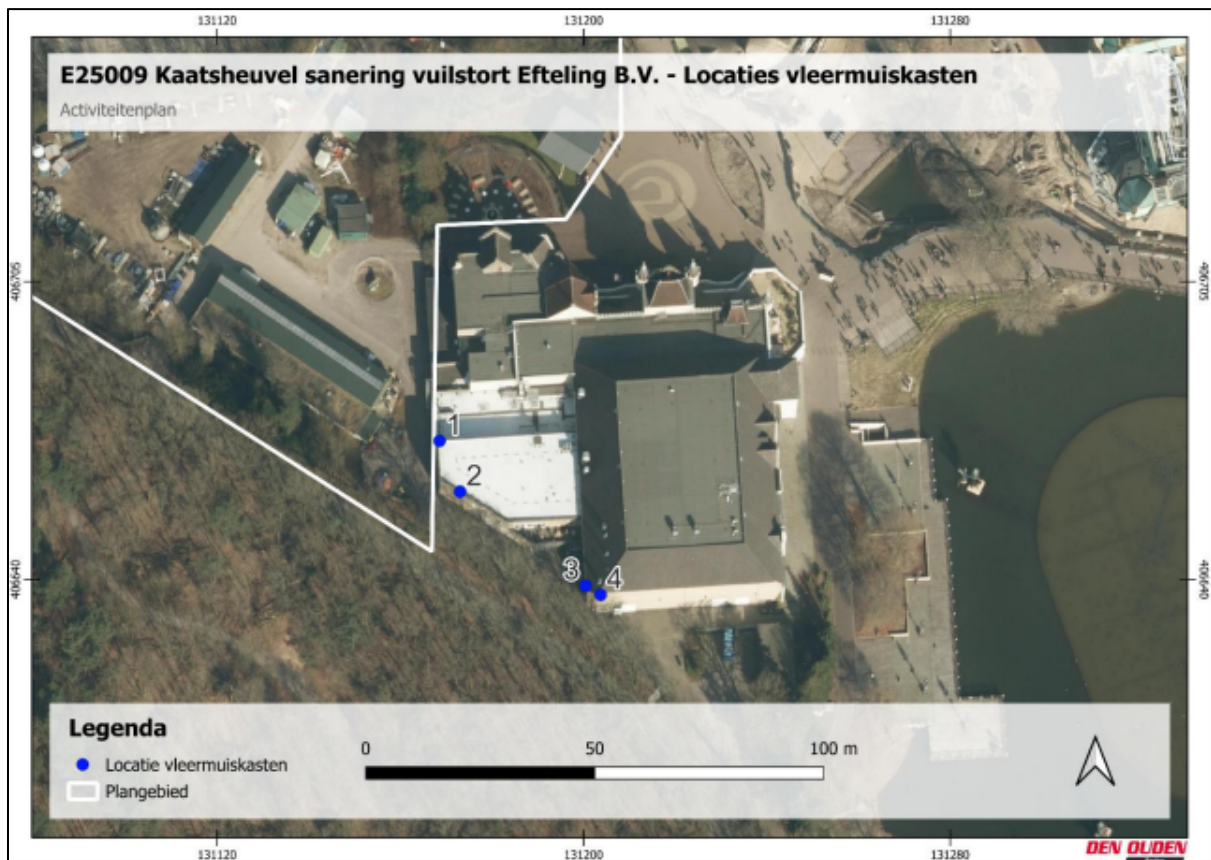 131120 131200 131280
E25009 Kaatsheuvel sanering vuilstort Efteling B.V. - Locaties vleermuiskasten
Activiteitenplan
406705 406705
1
2
3 4
406640 406640
Legenda
Locatie vleermuiskasten
Plangebied
0 50 100 m
131120 131200 131280
DEN OUDEN